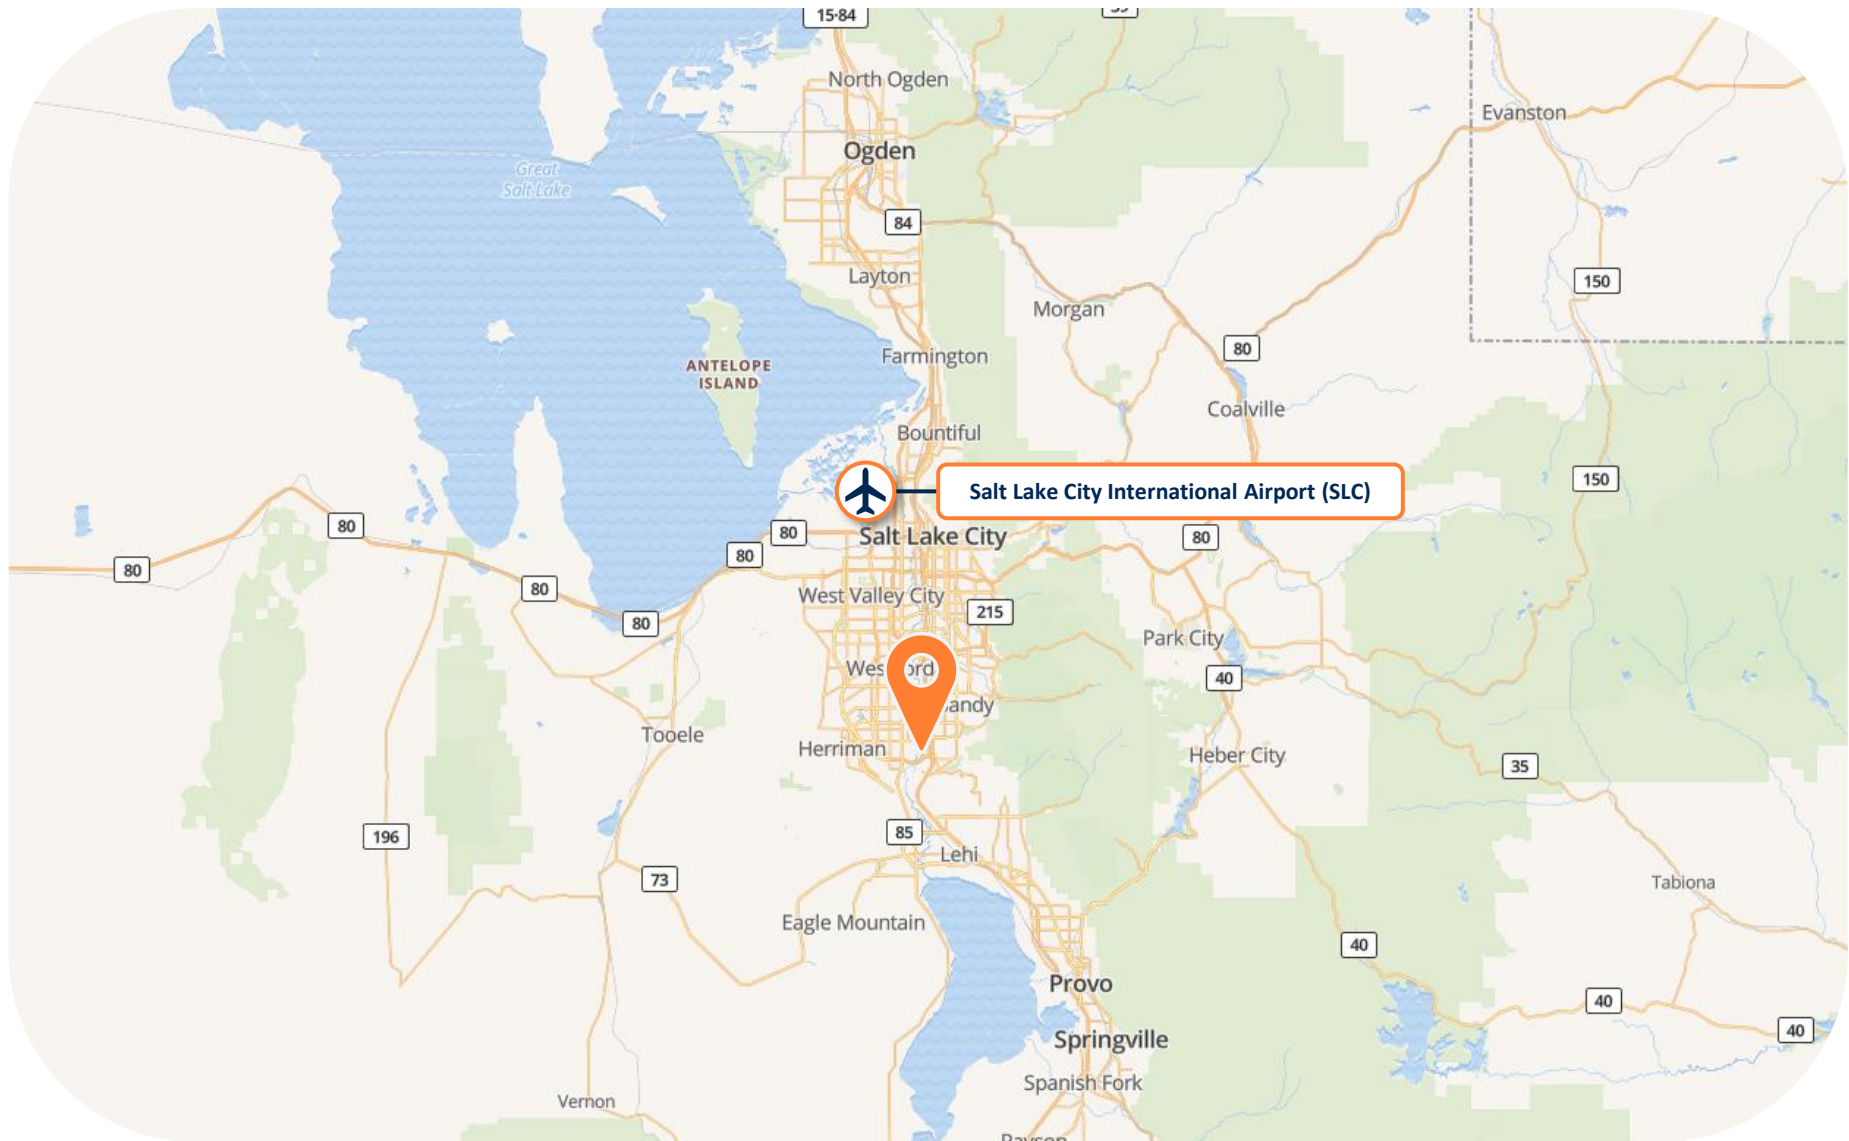 15·84
North Ogden
Evanston
Ogden
Great
Salt Lake
84
Layton
150
Morgan
80
Farmington
ANTELOPE
ISLAND
Coalville
Bountiful
Salt Lake City International Airport (SLC)
150
80
80
Salt Lake City
80
80
80
80
West Valley City
215
80
Park City
Wes
ord
40
andy
Tooele
Herriman
Heber City
35
85
196
Lehi
73
Tabiona
Eagle Mountain
40
Provo
40
40
Springville
Spanish Fork
Vernon